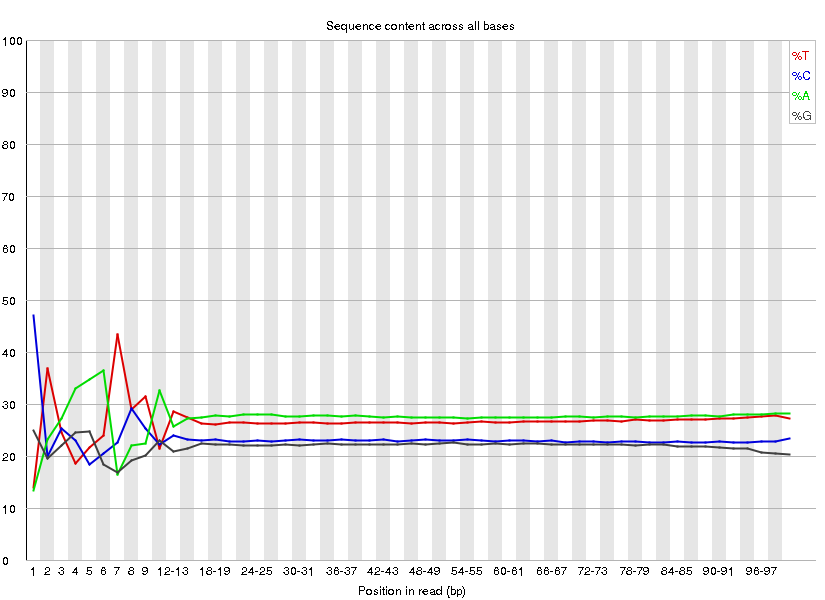 Sequence content across all bases
100
90
80
70
60
50
40
30
20
10
0
%T
%C
%A
%G
1 2 3 4 5 6 7 8 9 12-13 18-19 24-25 30-31 36-37 42-43 48-49 54-55 60-61 66-67 72-73 78-79 84-85 90-91 96-97
Position in read (bp)